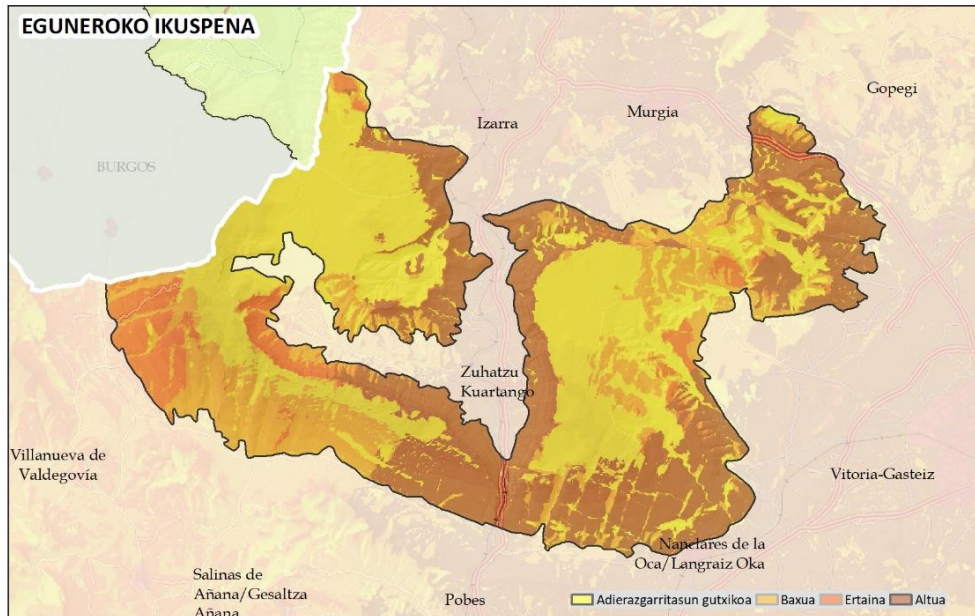 EGUNEROKO IKUSPENA
Gopegi
Murgia
Izarra
BURGOS
Zuhatzu
Kuartango
Villanueva de
Valdegovía
Vitoria-Gasteiz
Nanclares de la
Oca/Langraiz Oka
Salinas de
Añana/Gesaltza
Añana
Pobes
Adierazgarritasun gutxikoa Baxua Ertaina Altua